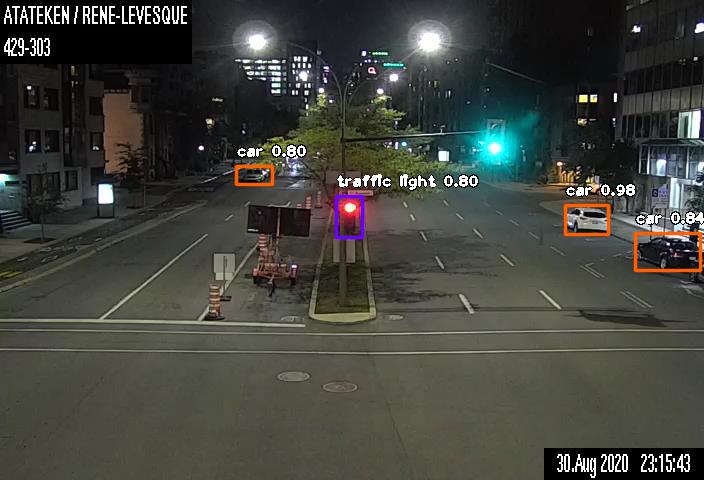 ATATEKEN / RENE-LEVESQUE
429-303
car 0.80
traffic light 0.80
car 0.98
car 0.84
30.Aug 2020 23:15:43